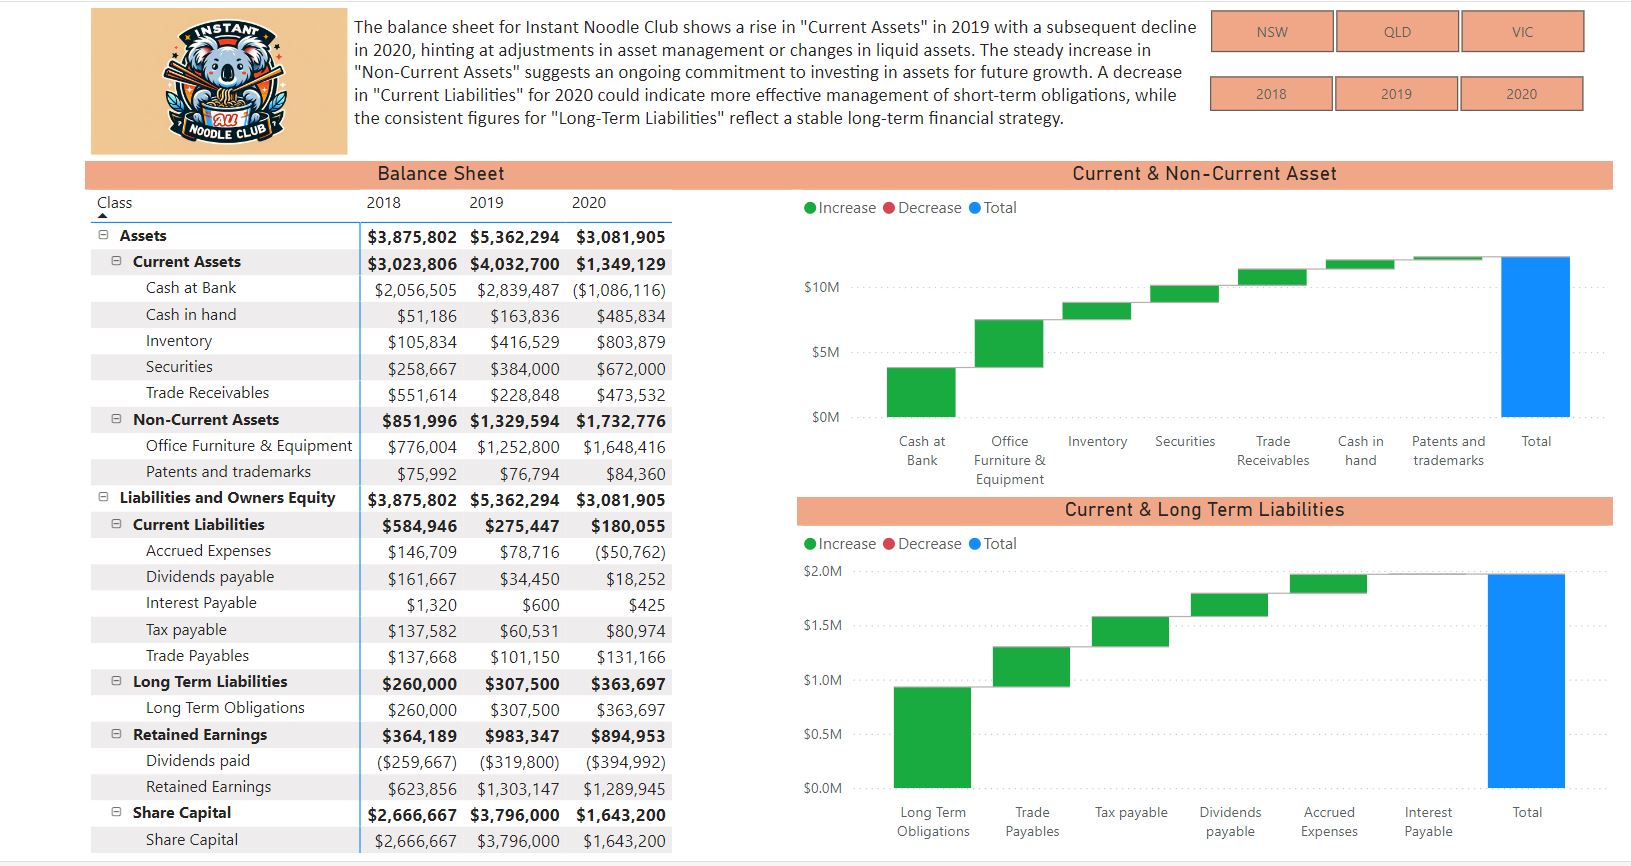 INSTANT
AU
NOODLE CLUB
The balance sheet for Instant Noodle Club shows a rise in "Current Assets" in 2019 with a subsequent decline
in 2020, hinting at adjustments in asset management or changes in liquid assets. The steady increase in
"Non-Current Assets" suggests an ongoing commitment to investing in assets for future growth. A decrease
in "Current Liabilities" for 2020 could indicate more effective management of short-term obligations, while
the consistent figures for "Long-Term Liabilities" reflect a stable long-term financial strategy.
NSW QLD VIC
2018 2019 2020
Balance Sheet
Class 2018 2019 2020
Assets $3,875,802 $5,362,294 $3,081,905
Current Assets $3,023,806 $4,032,700 $1,349,129
Cash at Bank $2,056,505 $2,839,487 ($1,086,116)
Cash in hand $51,186 $163,836 $485,834
Inventory $105,834 $416,529 $803,879
Securities $258,667 $384,000 $672,000
Trade Receivables $551,614 $228,848 $473,532
Non-Current Assets $851,996 $1,329,594 $1,732,776
Office Furniture & Equipment $776,004 $1,252,800 $1,648,416
Patents and trademarks $75,992 $76,794 $84,360
Liabilities and Owners Equity $3,875,802 $5,362,294 $3,081,905
Current Liabilities $584,946 $275,447 $180,055
Accrued Expenses $146,709 $78,716 ($50,762)
Dividends payable $161,667 $34,450 $18,252
Interest Payable $1,320 $600 $425
Tax payable $137,582 $60,531 $80,974
Trade Payables $137,668 $101,150 $131,166
Long Term Liabilities $260,000 $307,500 $363,697
Long Term Obligations $260,000 $307,500 $363,697
Retained Earnings $364,189 $983,347 $894,953
Dividends paid ($259,667) ($319,800) ($394,992)
Retained Earnings $623,856 $1,303,147 $1,289,945
Share Capital $2,666,667 $3,796,000 $1,643,200
Share Capital $2,666,667 $3,796,000 $1,643,200
Current & Non-Current Asset
Increase Decrease Total
$10M
$5M
$0M
Cash at Office Inventory Securities Trade Cash in Patents and Total
Bank Furniture & Receivables hand trademarks
Equipment
Current & Long Term Liabilities
Increase Decrease Total
$2.0M
$1.5M
$1.0M
$0.5M
$0.0M
Long Term Trade Tax payable Dividends Accrued Interest Total
Obligations Payables payable Expenses Payable